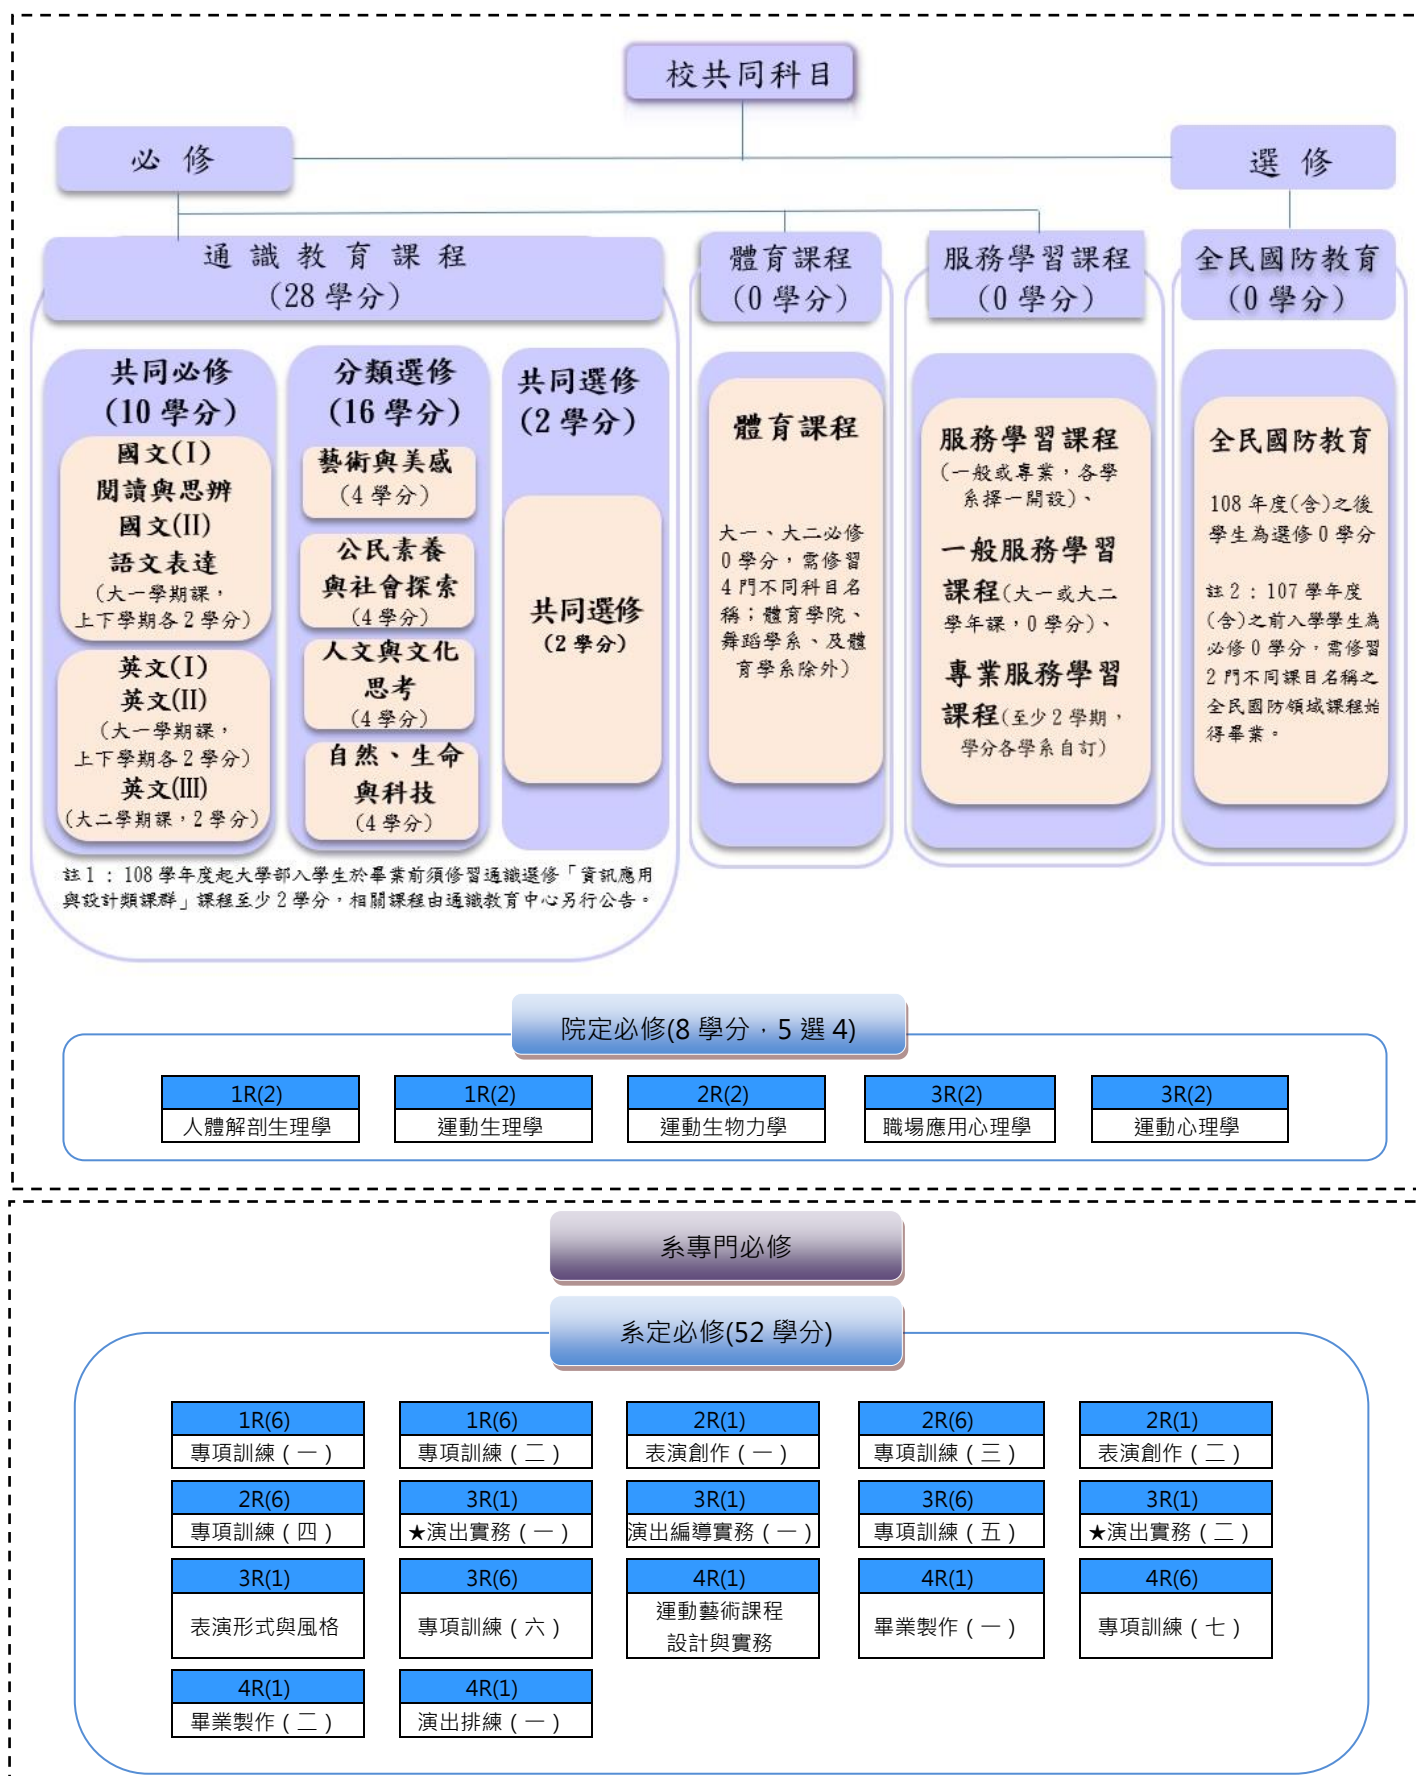 校共同科目
必 修
選 修
通 識 教 育 課 程
（28 學分）
體育課程
（0 學分）
服務學習課程
（0 學分）
全民國防教育
（0 學分）
共同必修
（10 學分）
國文(I)
閱讀與思辨
國文(II)
語文表達
（大一學期課，
上下學期各 2 學分）
英文(I)
英文(II)
（大一學期課，
上下學期各 2 學分）
英文(III)
（大二學期課，2 學分）
分類選修
（16 學分）
藝術與美感
（4 學分）
公民素養
與社會探索
（4 學分）
人文與文化
思考
（4 學分）
自然、生命
與科技
（4 學分）
共同選修
（2 學分）
共同選修
（2 學分）
註 1 : 108 學年度起大學部入學生於畢業前須修習通識選修「資訊應用
與設計類課群」課程至少 2 學分，相關課程由通識教育中心另行公告。
體育課程
大一、大二必修
0 學分，需修習
4 門不同科目名
稱；體育學院、
舞蹈學系、及體
育學系除外）
服務學習課程
（一般或專業，各學
系擇一開設）、
一般服務學習
課程（大一或大二
學年課，0 學分）、
專業服務學習
課程（至少 2 學期，
學分各學系自訂）
全民國防教育
108 年度(含)之後
學生為選修 0 學分
註 2 : 107 學年度
(含)之前入學學生為
必修 0 學分，需修習
2 門不同課目名稱之
全民國防領域課程始
得畢業。
院定必修(8 學分，5 選 4)
1R(2)
人體解剖生理學
1R(2)
運動生理學
2R(2)
運動生物力學
3R(2)
職場應用心理學
3R(2)
運動心理學
系專門必修
系定必修(52 學分)
1R(6)
專項訓練（一）
1R(6)
專項訓練（二）
2R(1)
表演創作（一）
2R(6)
專項訓練（三）
2R(1)
表演創作（二）
2R(6)
專項訓練（四）
3R(1)
★演出實務（一）
3R(1)
演出編導實務（一）
3R(6)
專項訓練（五）
3R(1)
★演出實務（二）
3R(1)
表演形式與風格
3R(6)
專項訓練（六）
4R(1)
運動藝術課程
設計與實務
4R(1)
畢業製作（一）
4R(6)
專項訓練（七）
4R(1)
畢業製作（二）
4R(1)
演出排練（一）